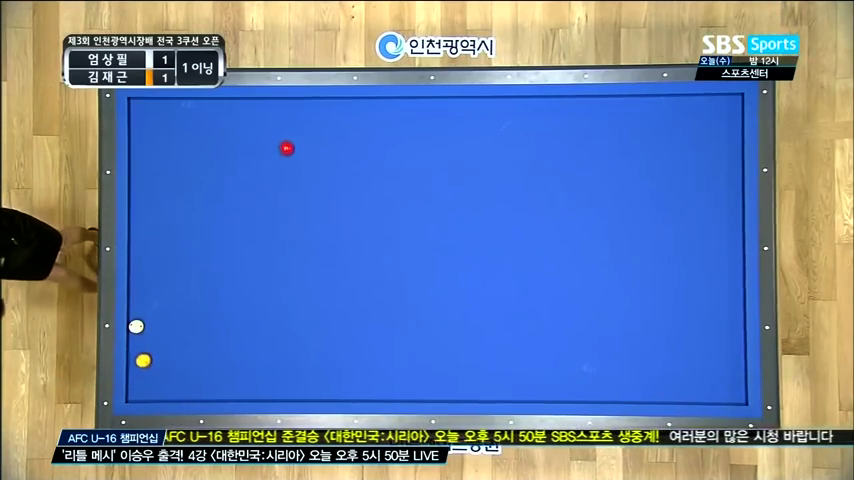 제3회 인천광역시장배 전국 3쿠션 오픈
엄상필 1
김재근 1
1 이닝
인천광역시
SBS Sports
오늘(수) 밤 12시
스포츠센터
AFC U-16 챔피언십
AFC U-16 챔피언십 준결승 <대한민국:시리아> 오늘 오후 5시 50분 SBS스포츠 생중계! 여러분의 많은 시청 바랍니다
'리틀 메시' 이승우 출격! 4강 <대한민국:시리아> 오늘 오후 5시 50분 LIVE